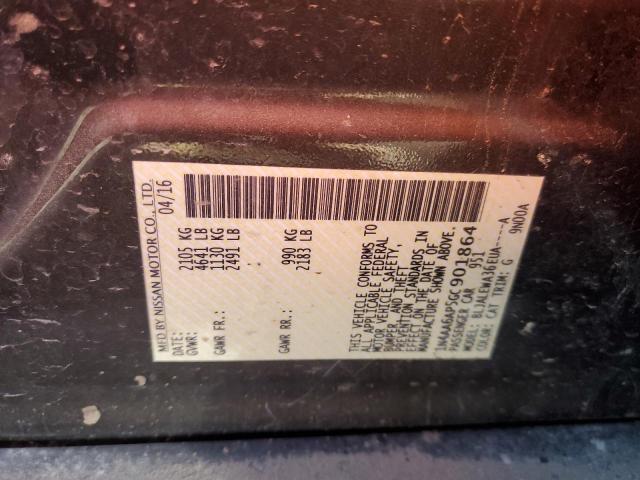 MFD BY NISSAN MOTOR CO., LTD.
DATE: 04/16
GVWR: 2105 KG
4641 LB
GAWR FR.: 1130 KG
2491 LB
GAWR RR.: 990 KG
2183 LB
THIS VEHICLE CONFORMS TO
ALL APPLICABLE FEDERAL
MOTOR VEHICLE SAFETY,
BUMPER, AND THEFT
PREVENTION STANDARDS IN
EFFECT ON THE DATE OF
MANUFACTURE SHOWN ABOVE.
1N4AA6AP5GC901864
PASSENGER CAR 951
MODEL: BLJALEWA36EUA----A
COLOR: CAT TRIM: G 9N00A